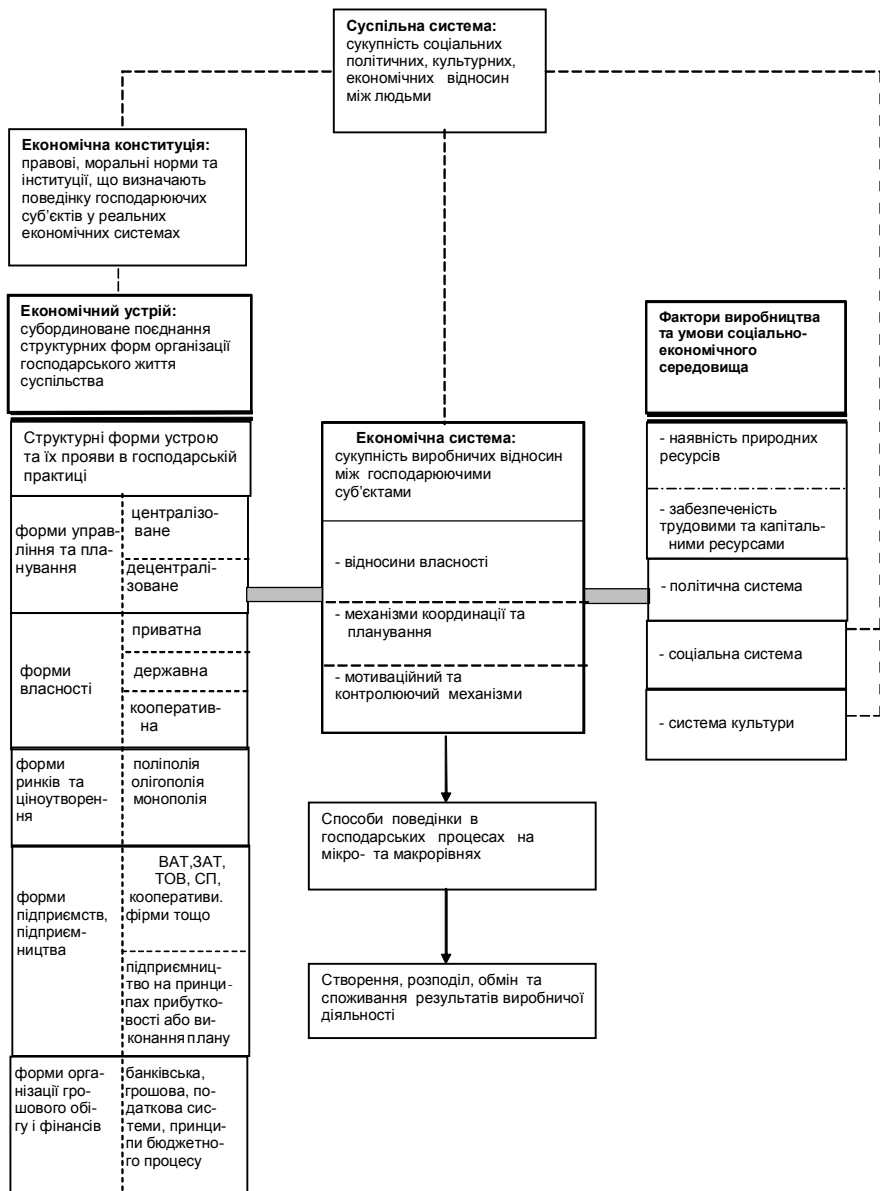 Суспільна система:
сукупність соціальних
політичних, культурних,
економічних відносин
між людьми
Економічна конституція:
правові, моральні норми та
інституції, що визначають
поведінку господарюючих
суб’єктів у реальних
економічних системах
Економічний устрій:
субординоване поєднання
структурних форм організації
господарського життя
суспільства
Структурні форми устрою
та їх прояви в господарській
практиці
форми управ-
ління та пла-
нування
централізо-
ване
децентралі-
зоване
форми
власності
приватна
державна
кооператив-
на
форми
ринків та
ціноутворен-
ня
поліполія
олігополія
монополія
форми
підприємств,
підприєм-
ництва
ВАТ,ЗАТ,
ТОВ, СП,
кооперативи.
фірми тощо
підприємниц-
тво на принци-
пах прибутко-
вості або ви-
конання плану
форми орга-
нізації гро-
шового обі-
гу і фінансів
банківська,
грошова, по-
даткова сис-
теми, принци-
пи бюджетно-
го процесу
Економічна система:
сукупність виробничих відносин
між господарюючими
суб’єктами
- відносини власності
- механізми координації та
планування
- мотиваційний та
контролюючий механізми
Способи поведінки в
господарських процесах на
мікро- та макрорівнях
Створення, розподіл, обмін та
споживання результатів виробничої
діяльності
Фактори виробництва
та умови соціально-
економічного
середовища
- наявність природних
ресурсів
- забезпеченість
трудовими та капіталь-
ними ресурсами
- політична система
- соціальна система
- система культури